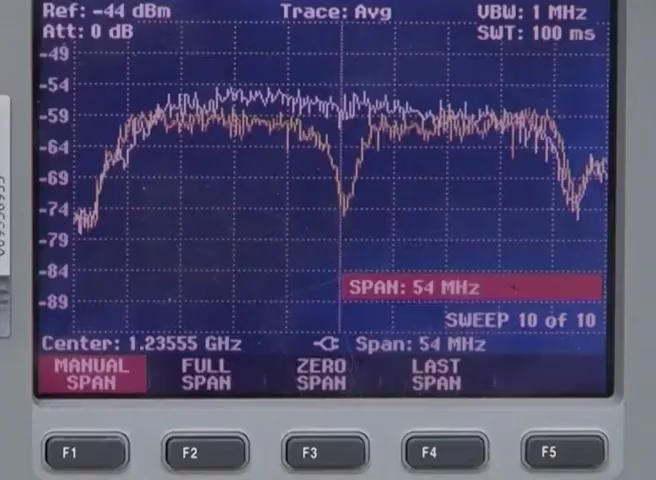 Ref: -44 dBm Trace: Avg VBW: 1 MHz
Att: 0 dB SWT: 100 ms
-49
-54
-59
-64
-69
-74
-79
-84
-89
SPAN: 54 MHz
SWEEP 10 of 10
Center: 1.23555 GHz Span: 54 MHz
MANUAL SPAN FULL SPAN ZERO SPAN LAST SPAN
F1 F2 F3 F4 F5